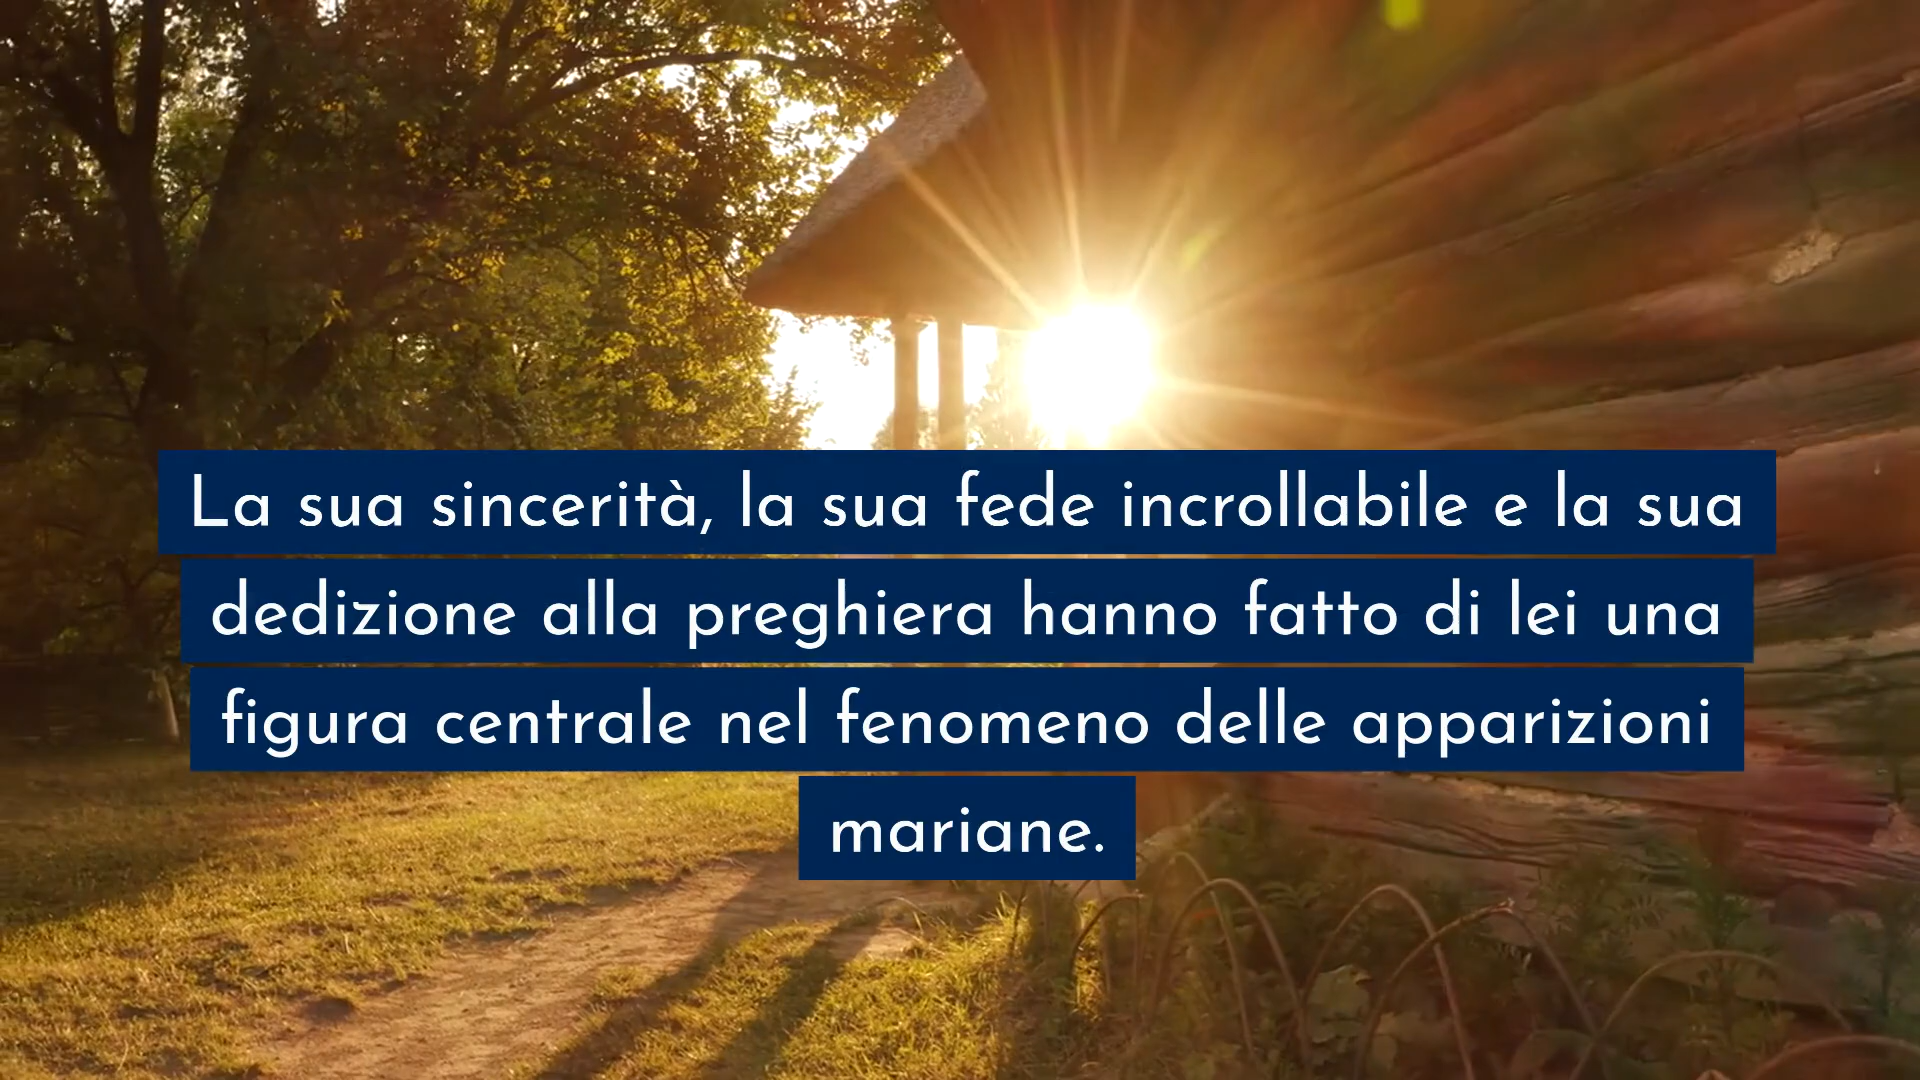 La sua sincerità, la sua fede incrollabile e la sua
dedizione alla preghiera hanno fatto di lei una
figura centrale nel fenomeno delle apparizioni
mariane.